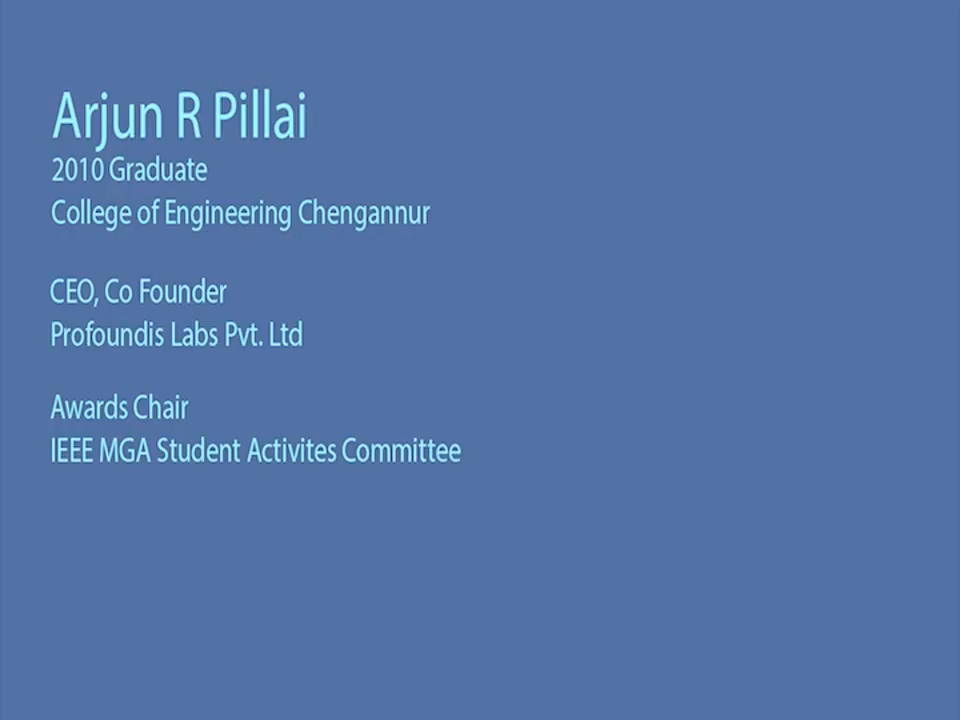 Arjun R Pillai
2010 Graduate
College of Engineering Chengannur
CEO, Co Founder
Profoundis Labs Pvt. Ltd
Awards Chair
IEEE MGA Student Activites Committee